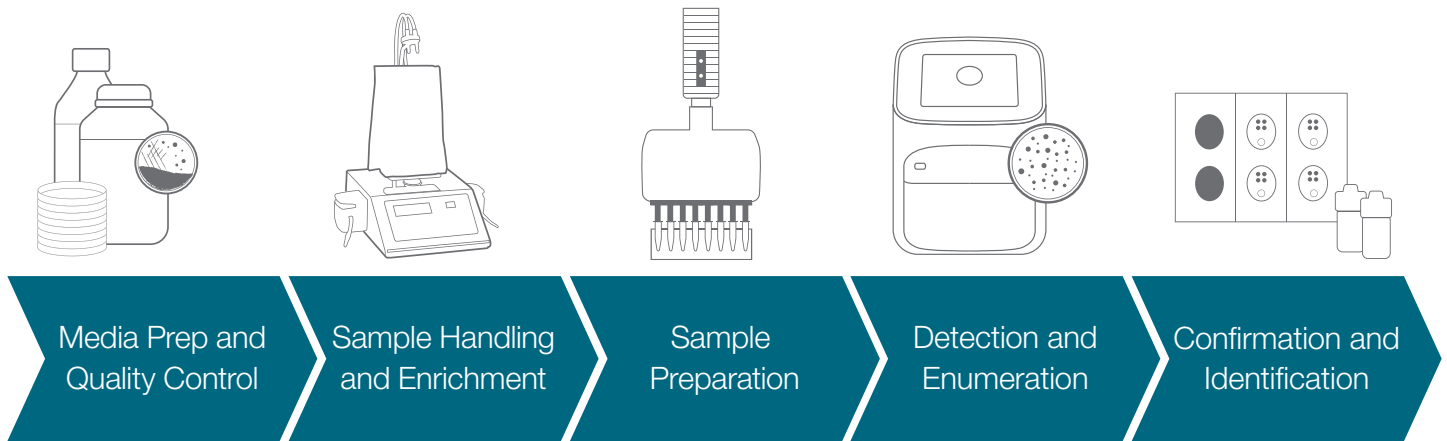 Media Prep and
Quality Control
Sample Handling
and Enrichment
Sample
Preparation
Detection and
Enumeration
Confirmation and
Identification